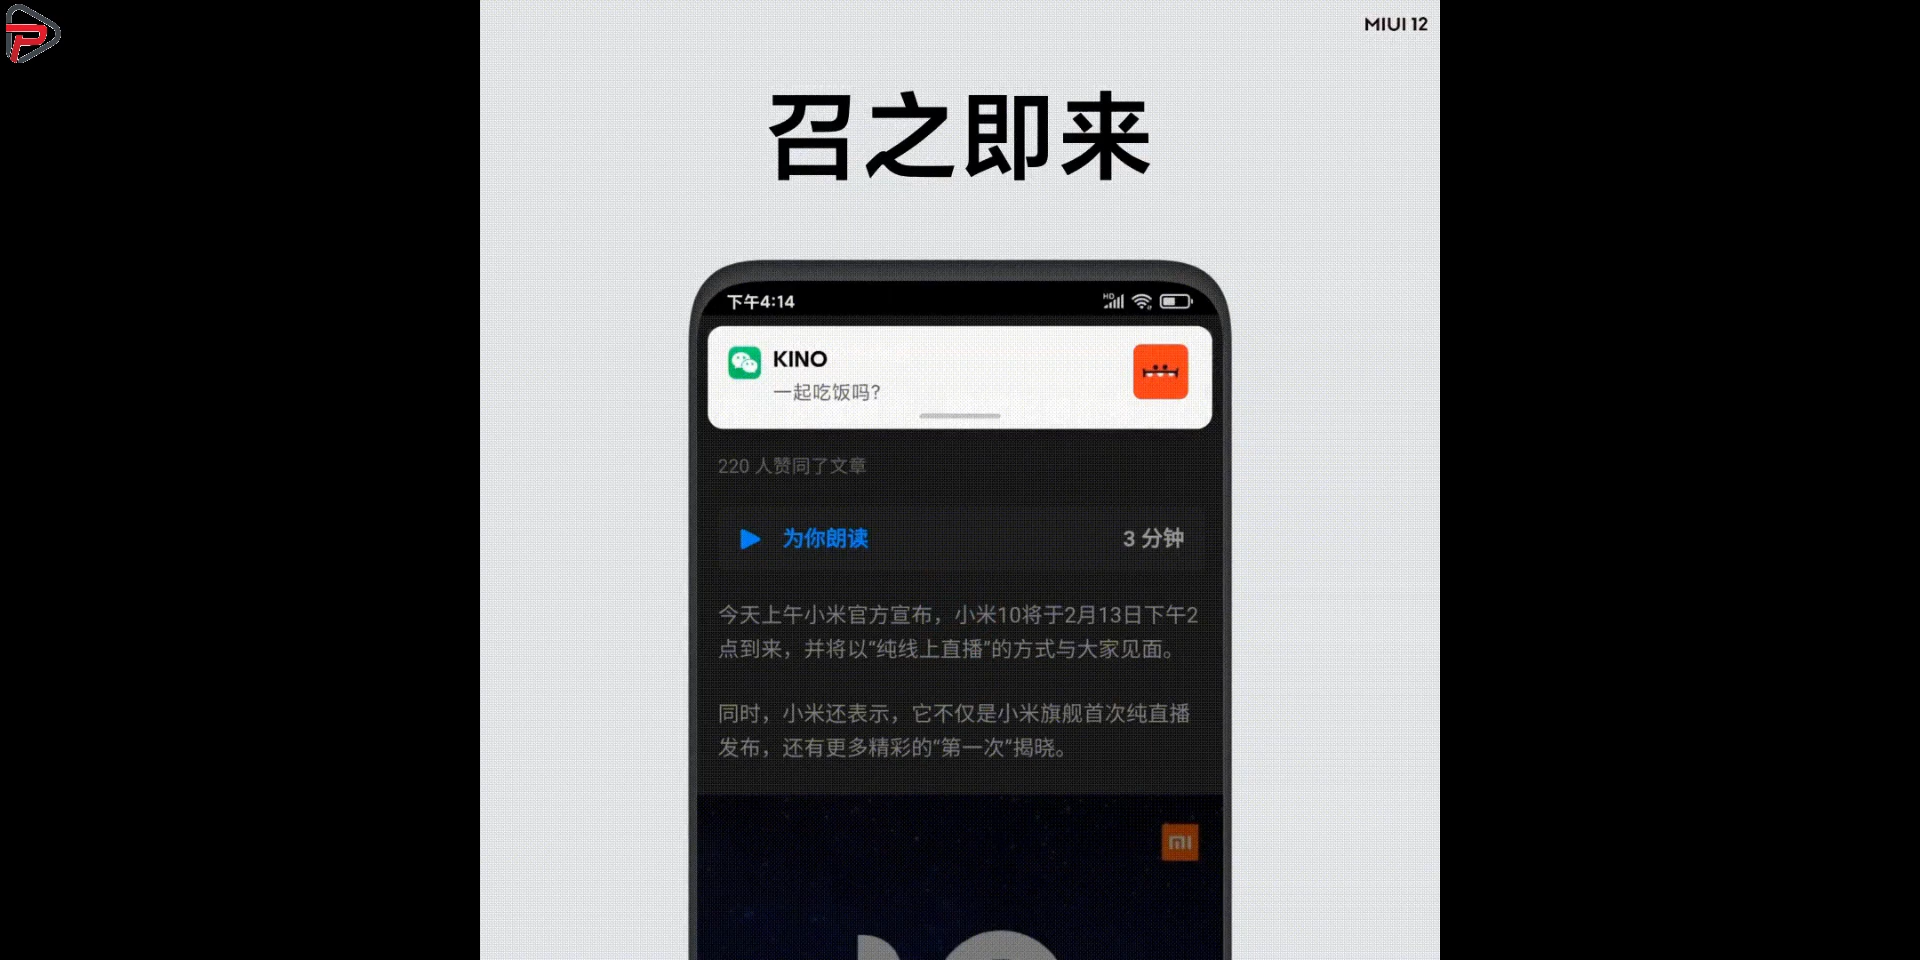 MIUI 12
召之即来
下午4:14
HD
KINO
一起吃饭吗?
220 人赞同了文章
为你朗读
3 分钟
今天上午小米官方宣布，小米10将于2月13日下午2
点到来，并将以“纯线上直播”的方式与大家见面。
同时，小米还表示，它不仅是小米旗舰首次纯直播
发布，还有更多精彩的“第一次”揭晓。
mi